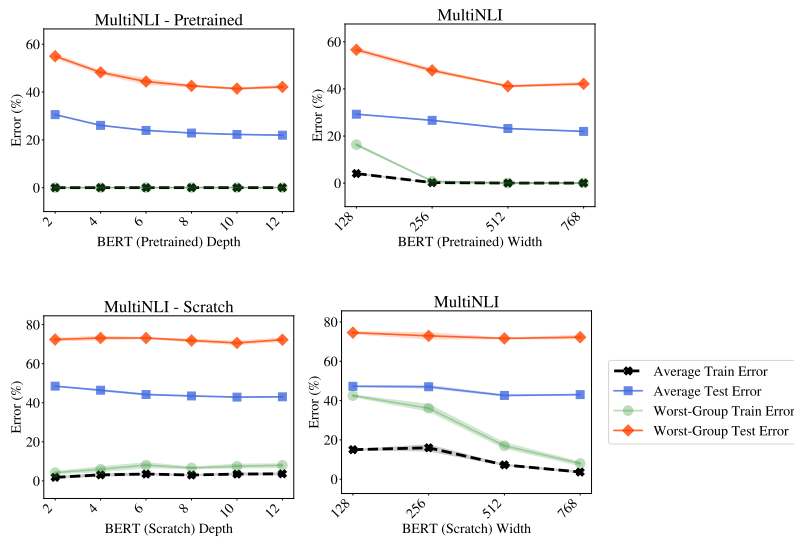 MultiNLI - Pretrained
60
40
20
0
Error (%)
2
4
6
8
10
12
BERT (Pretrained) Depth
MultiNLI
60
40
20
0
Error (%)
128
256
512
768
BERT (Pretrained) Width
MultiNLI - Scratch
80
60
40
20
0
Error (%)
2
4
6
8
10
12
BERT (Scratch) Depth
MultiNLI
80
60
40
20
0
Error (%)
128
256
512
768
BERT (Scratch) Width
Average Train Error
Average Test Error
Worst-Group Train Error
Worst-Group Test Error